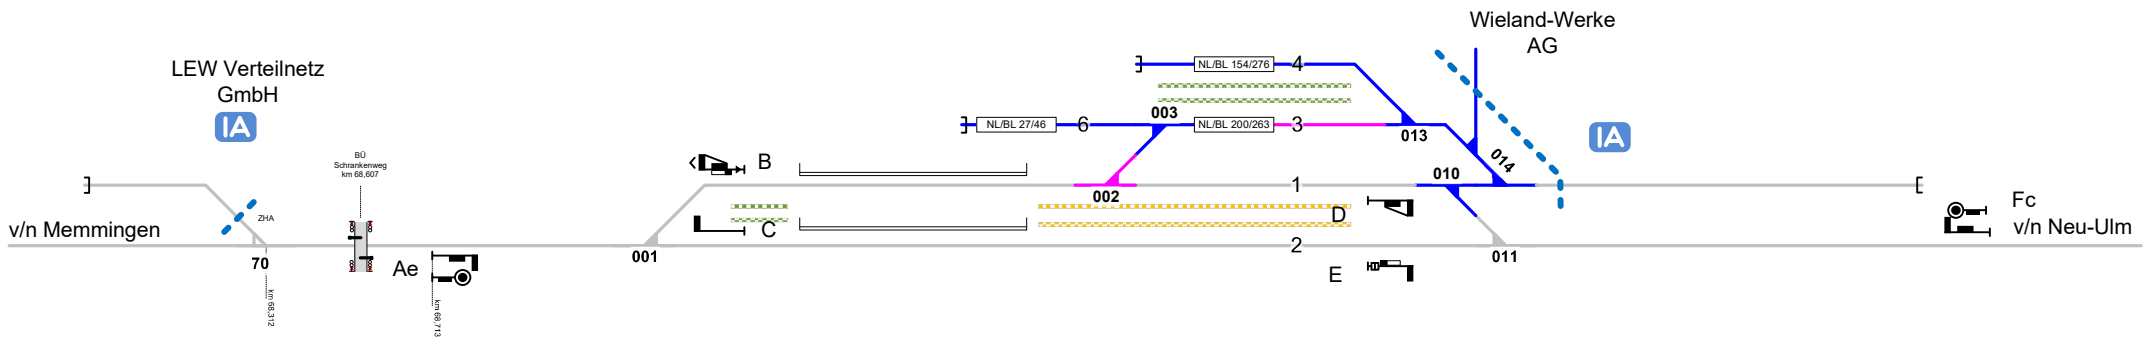 Wieland-Werke
AG
LEW Verteilnetz
GmbH
IA
NL/BL 154/276
4
003
NL/BL 27/46
6
NL/BL 200/263
3
013
IA
BÜ
Schrankenweg
km 68,607
B
014
010
1
002
Fc
ZHA
D
v/n Memmingen
C
v/n Neu-Ulm
70
001
2
011
Ae
E
km 68,312
km 68,713